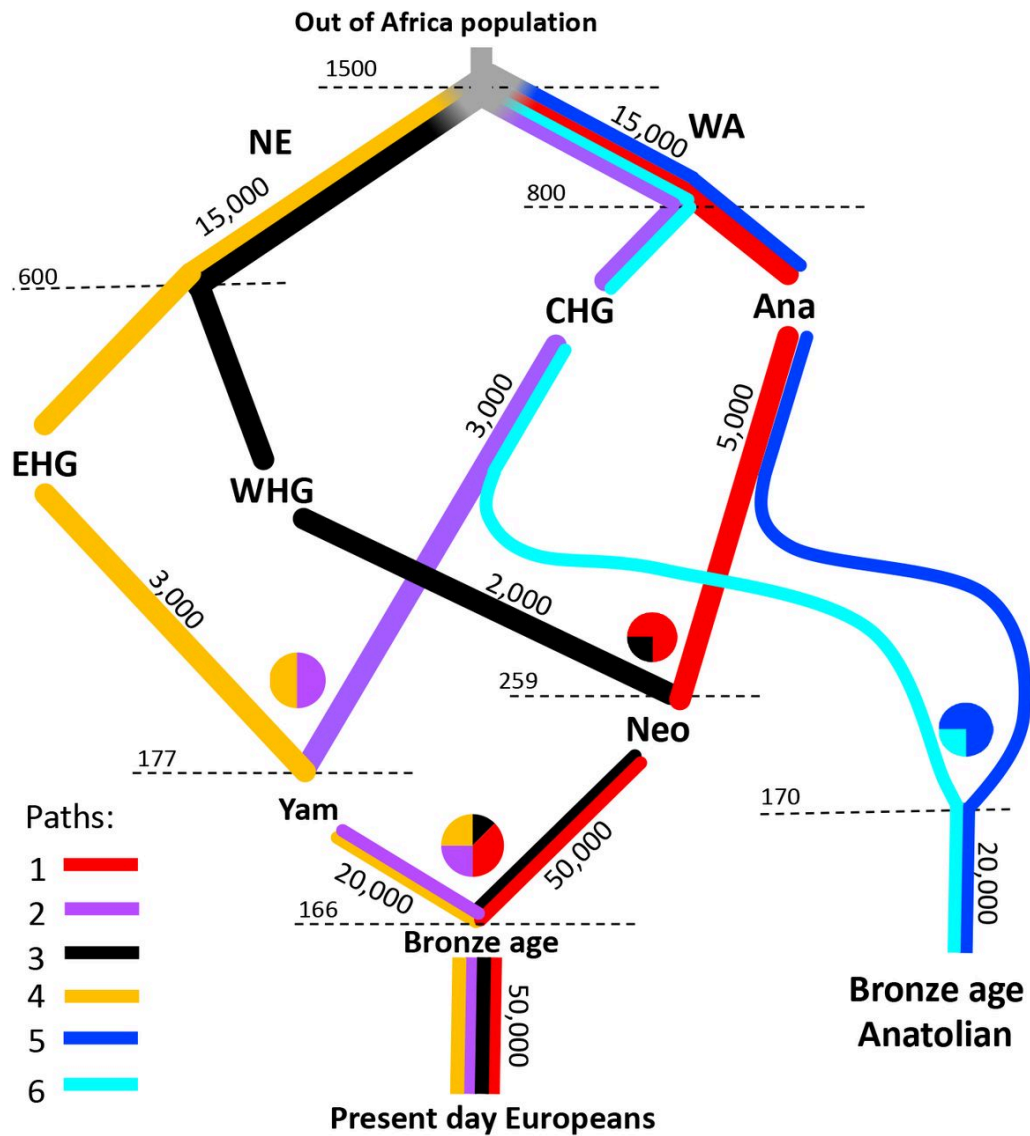 Out of Africa population
1500
NE
15,000
WA
15,000
800
600
CHG
Ana
EHG
WHG
3,000
5,000
3,000
2,000
259
Neo
177
Yam
170
20,000
50,000
20,000
166
Bronze age
50,000
Bronze age
Anatolian
Present day Europeans
Paths:
1
2
3
4
5
6